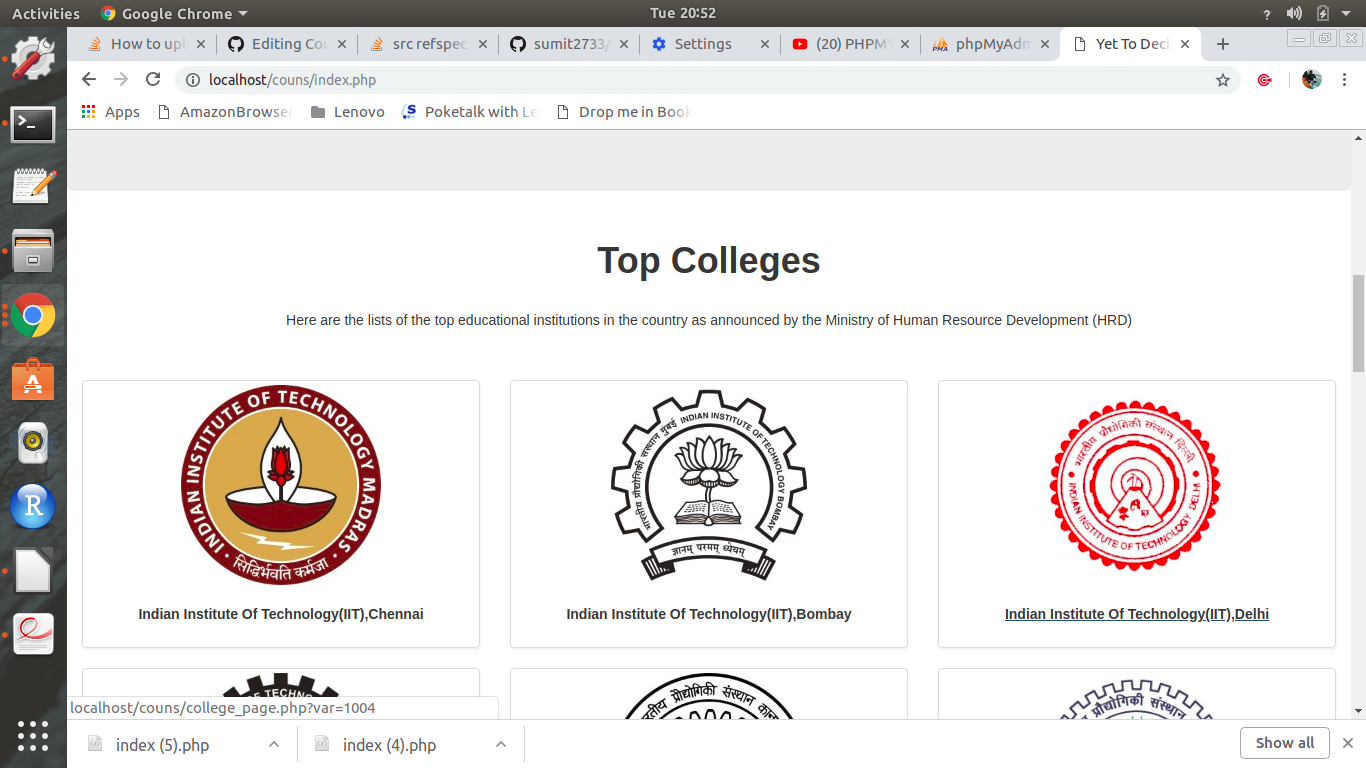 Activities Google Chrome Tue 20:52
How to upl Editing Cou src refspec sumit2733/ Settings (20) PHPMY phpMyAdm Yet To Deci
localhost/couns/index.php
Apps AmazonBrowser Lenovo Poketalk with Le Drop me in Book
Top Colleges
Here are the lists of the top educational institutions in the country as announced by the Ministry of Human Resource Development (HRD)
INDIAN INSTITUTE OF TECHNOLOGY MADRAS
सिद्धिर्भवति कर्मजा
भारतीय प्रौद्योगिकी संस्थान मुंबई INDIAN INSTITUTE OF TECHNOLOGY BOMBAY
ज्ञानम् परमम् ध्येयम्
भारतीय प्रौद्योगिकी संस्थान दिल्ली
INDIAN INSTITUTE OF TECHNOLOGY DELHI
Indian Institute Of Technology(IIT),Chennai
Indian Institute Of Technology(IIT),Bombay
Indian Institute Of Technology(IIT),Delhi
OF TECHNO
प्रौद्योगिकी संस्थान
प्रौद्योगिकी संस्थान
localhost/couns/college_page.php?var=1004
index (5).php index (4).php Show all